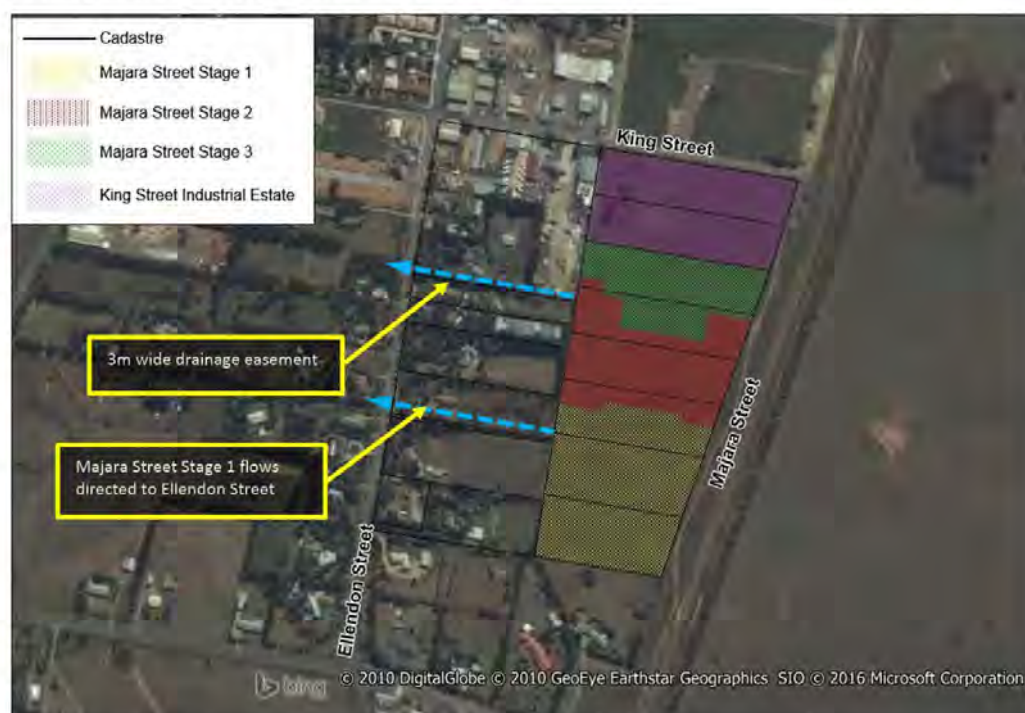 Cadastre
Majara Street Stage 1
Majara Street Stage 2
Majara Street Stage 3
King Street Industrial Estate
King Street
3m wide drainage easement
Majara Street
Majara Street Stage 1 flows
directed to Ellendon Street
Ellendon Street
bing
© 2010 DigitalGlobe © 2010 GeoEye Earthstar Geographics SIO © 2016 Microsoft Corporation